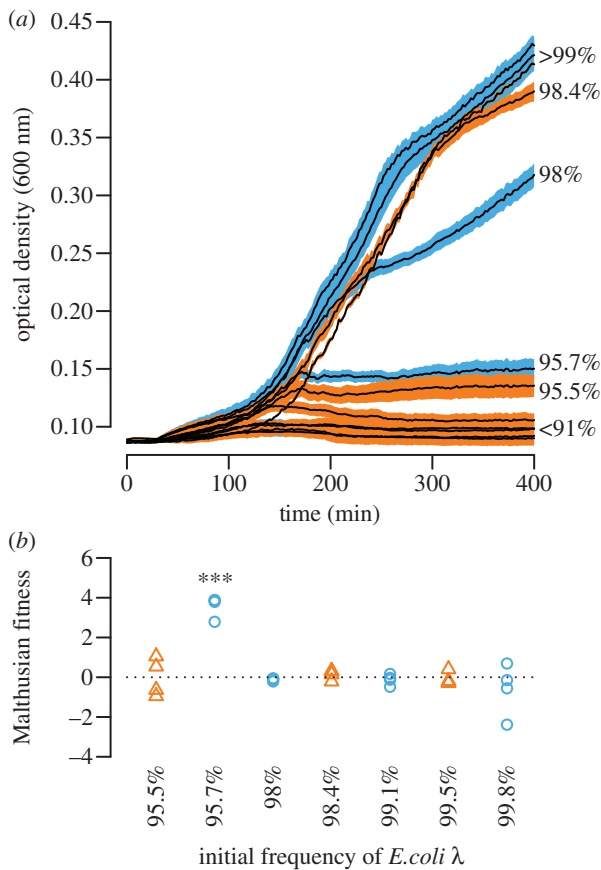 (a)
0.45
0.40
0.35
0.30
0.25
0.20
0.15
0.10
optical density (600 nm)
>99%
98.4%
98%
95.7%
95.5%
<91%
0 100 200 300 400
time (min)
(b)
6
4
2
0
−2
−4
Malthusian fitness
***
95.5% 95.7% 98% 98.4% 99.1% 99.5% 99.8%
initial frequency of E.coli λ